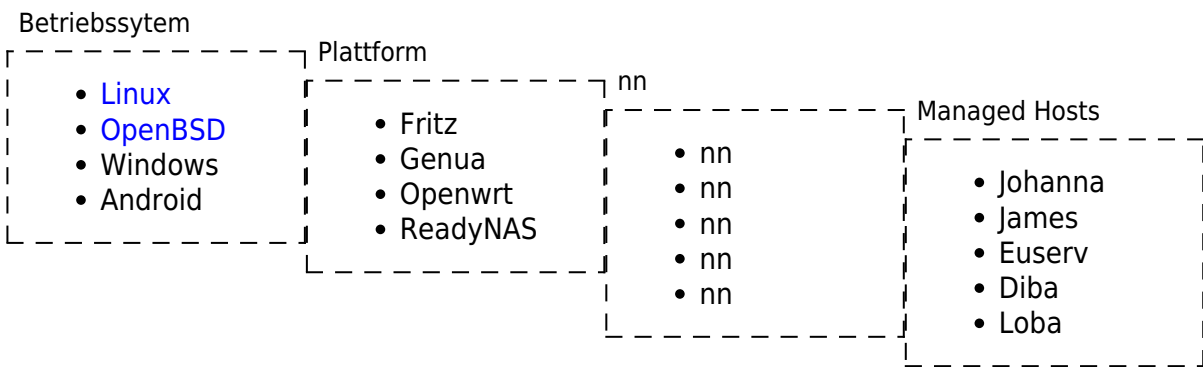 Betriebssytem
Linux
OpenBSD
Windows
Android
Plattform
Fritz
Genua
Openwrt
ReadyNAS
nn
nn
nn
nn
nn
nn
Managed Hosts
Johanna
James
Euserv
Diba
Loba